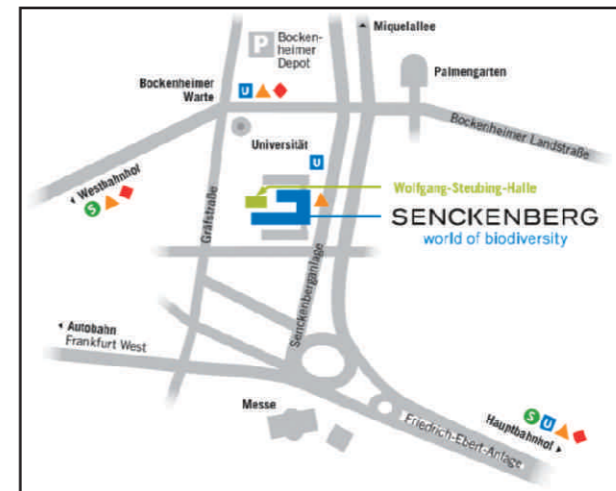 Miquelallee
P
Bocken-
heimer
Depot
Palmengarten
Bockenheimer
Warte
U
Bockenheimer Landstraße
Universität
U
Westbahnhof
S
Gräfstraße
Wolfgang-Steubing-Halle
SENCKENBERG
world of biodiversity
Senckenberganlage
Autobahn
Frankfurt West
Messe
Friedrich-Ebert-Anlage
S U
Hauptbahnhof